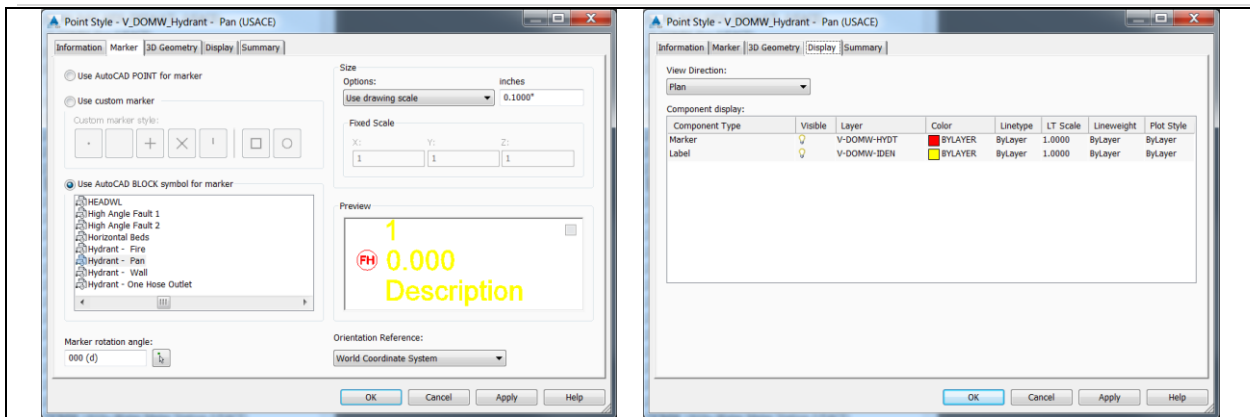 Point Style - V_DOMW_Hydrant - Pan (USACE)
Information Marker 3D Geometry Display Summary
Use AutoCAD POINT for marker
Use custom marker
Custom marker style:
Use AutoCAD BLOCK symbol for marker
HEADWL
High Angle Fault 1
High Angle Fault 2
Horizontal Beds
Hydrant - Fire
Hydrant - Pan
Hydrant - Wall
Hydrant - One Hose Outlet
Marker rotation angle:
000 (d)
Size
Options: inches
Use drawing scale 0.1000"
Fixed Scale
X: Y: Z:
1 1 1
Preview
1
FH 0.000
Description
Orientation Reference:
World Coordinate System
OK Cancel Apply Help
Point Style - V_DOMW_Hydrant - Pan (USACE)
Information Marker 3D Geometry Display Summary
View Direction:
Plan
Component display:
Component Type Visible Layer Color Linetype LT Scale Lineweight Plot Style
Marker V-DOMW-HYDT BYLAYER ByLayer 1.0000 ByLayer ByLayer
Label V-DOMW-IDEN BYLAYER ByLayer 1.0000 ByLayer ByLayer
OK Cancel Apply Help